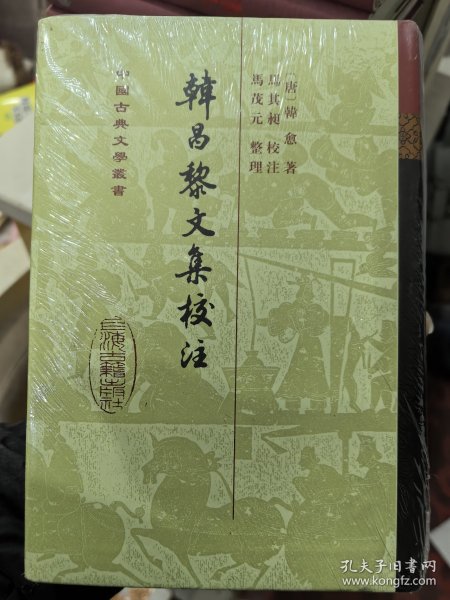 [唐]韓愈 著
馬其昶 校注
馬茂元 整理
韓昌黎文集校注
中國古典文學叢書
上海古籍出版社
孔夫子旧书网
www.kongfz.com